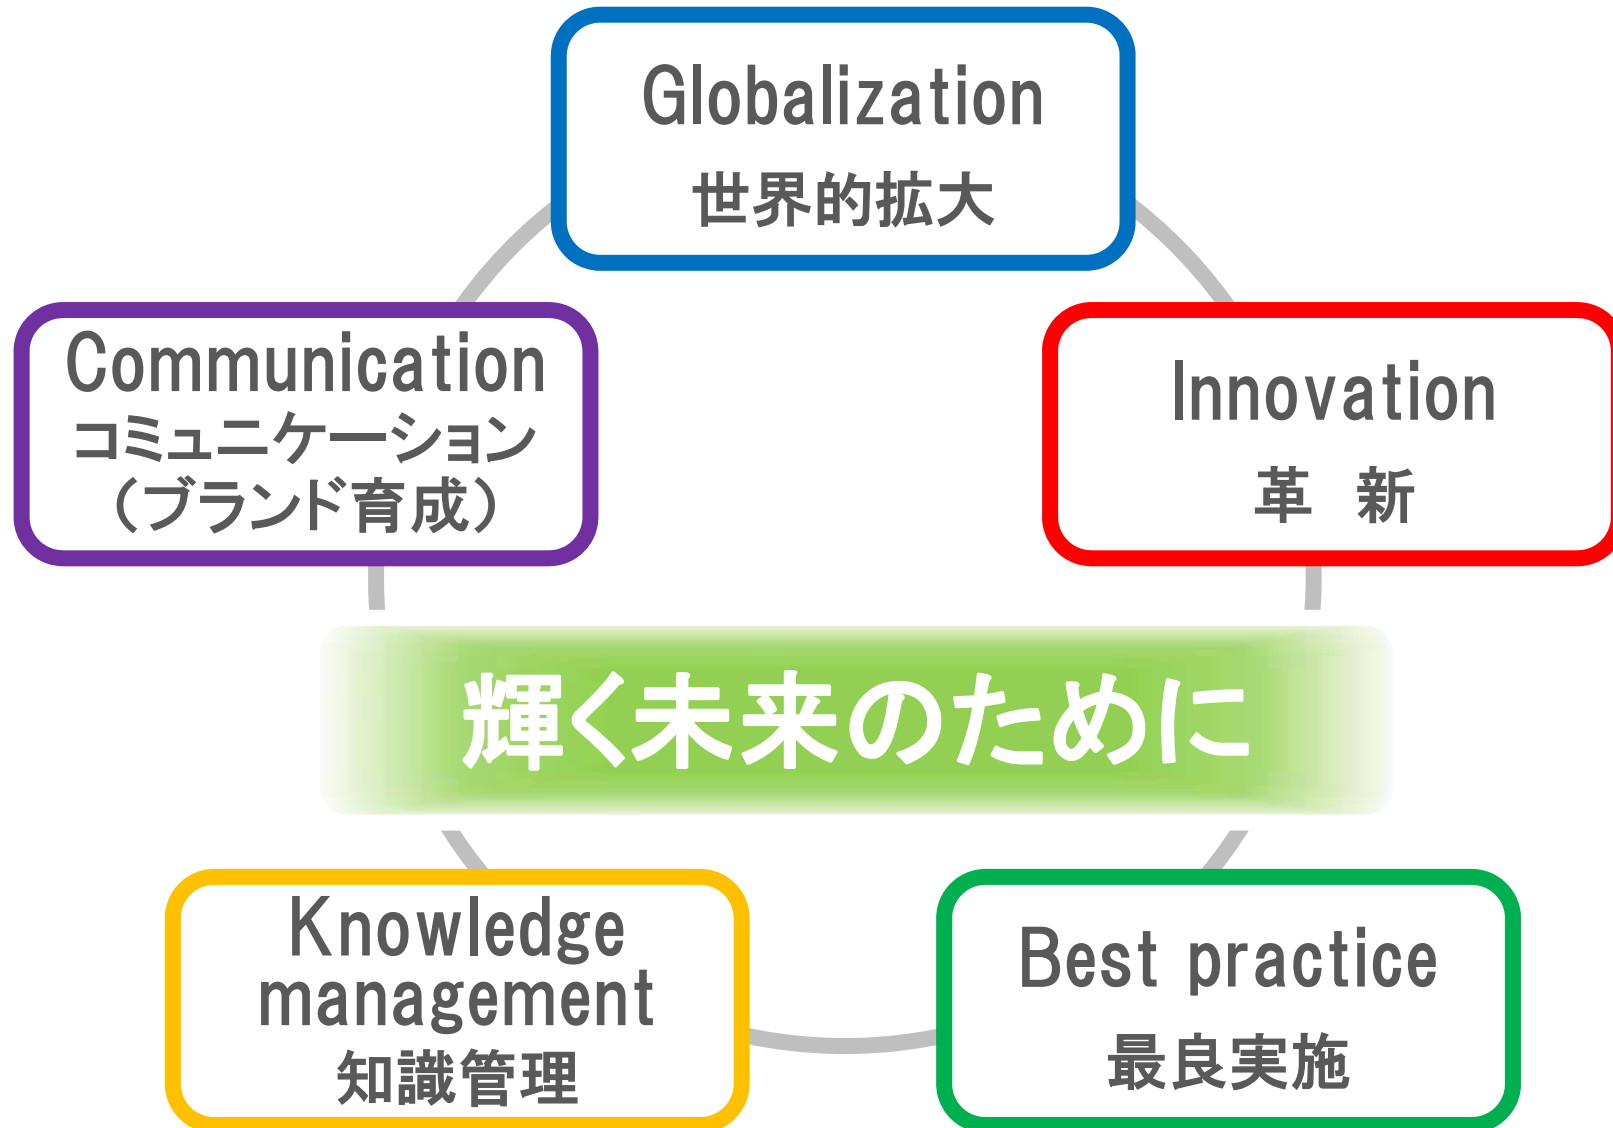 Globalization
世界的拡大
Communication
コミュニケーション
（ブランド育成）
Innovation
革　新
輝く未来のために
Knowledge
management
知識管理
Best practice
最良実施